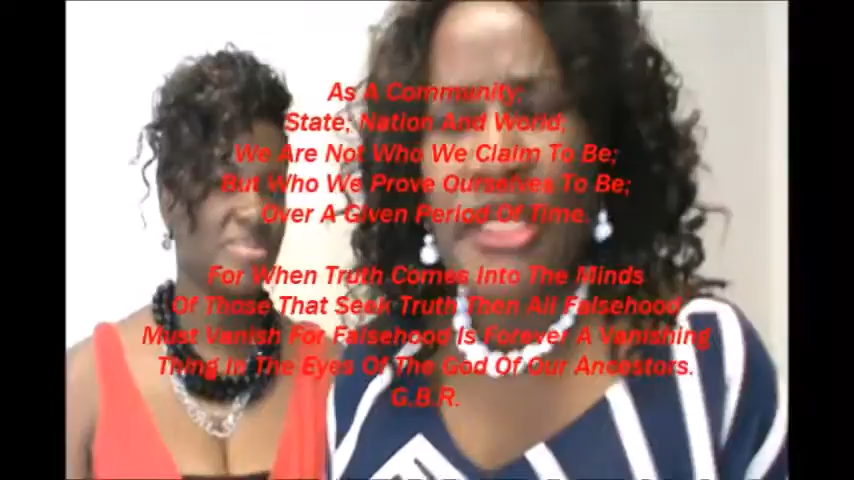 As A Community;
State; Nation And World;
We Are Not Who We Claim To Be;
But Who We Prove Ourselves To Be;
Over A Given Period Of Time.
For When Truth Comes Into The Minds
Of Those That Seek Truth Then All Falsehood
Must Vanish For Falsehood Is Forever A Vanishing
Thing In The Eyes Of The God Of Our Ancestors.
G.B.R.